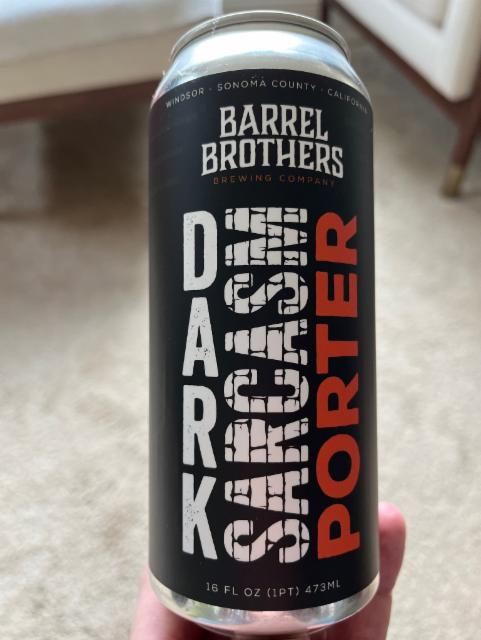 WINDSOR · SONOMA COUNTY · CALIFORNIA
BARREL
BROTHERS
BREWING COMPANY
DARK
SARCASM
PORTER
16 FL OZ (1PT) 473ML